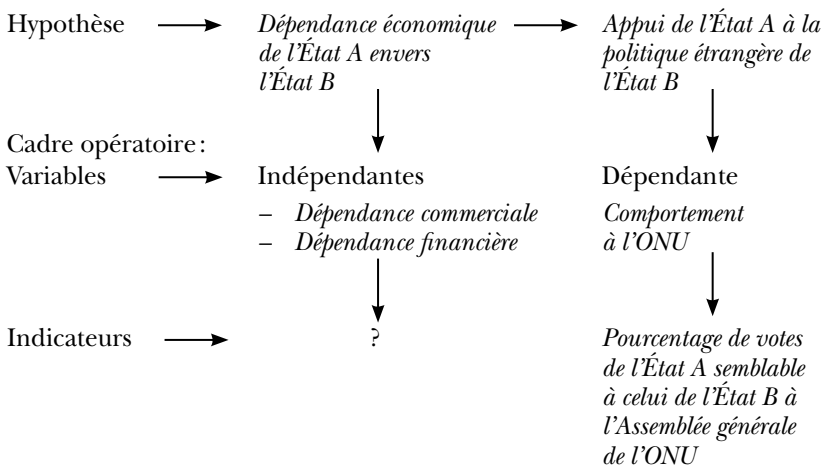 Hypothèse Dépendance économique Appui de l'État A à la
de l'État A envers politique étrangère de
l'État B l'État B
Cadre opératoire :
Variables Indépendantes Dépendante
– Dépendance commerciale Comportement
– Dépendance financière à l'ONU
Indicateurs ? Pourcentage de votes
de l'État A semblable
à celui de l'État B à
l'Assemblée générale
de l'ONU